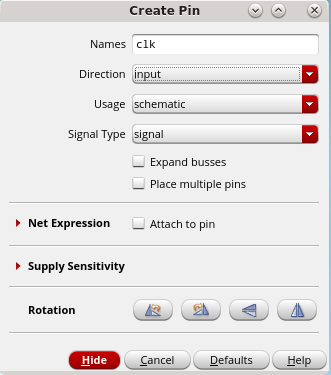 Create Pin
Names clk
Direction input
Usage schematic
Signal Type signal
Expand busses
Place multiple pins
Net Expression Attach to pin
Supply Sensitivity
Rotation
Hide Cancel Defaults Help